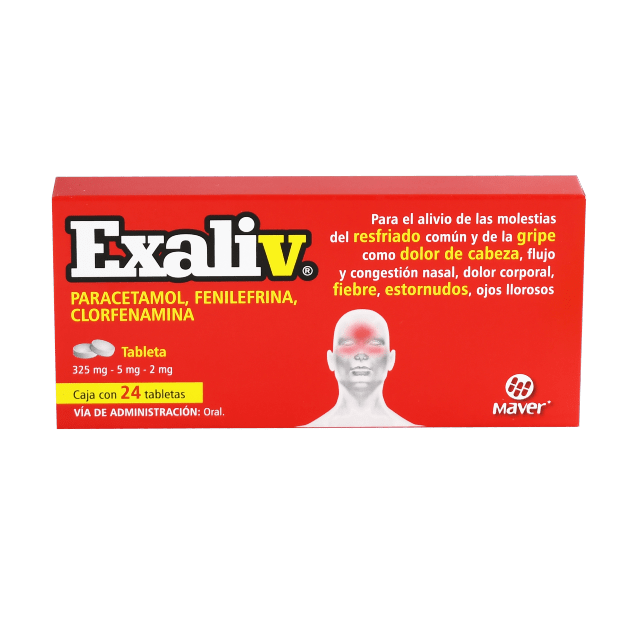 Exaliv®
PARACETAMOL, FENILEFRINA,
CLORFENAMINA
Tableta
325 mg - 5 mg - 2 mg
Caja con 24 tabletas
VÍA DE ADMINISTRACIÓN: Oral.
Para el alivio de las molestias
del resfriado común y de la gripe
como dolor de cabeza, flujo
y congestión nasal, dolor corporal,
fiebre, estornudos, ojos llorosos
Maver